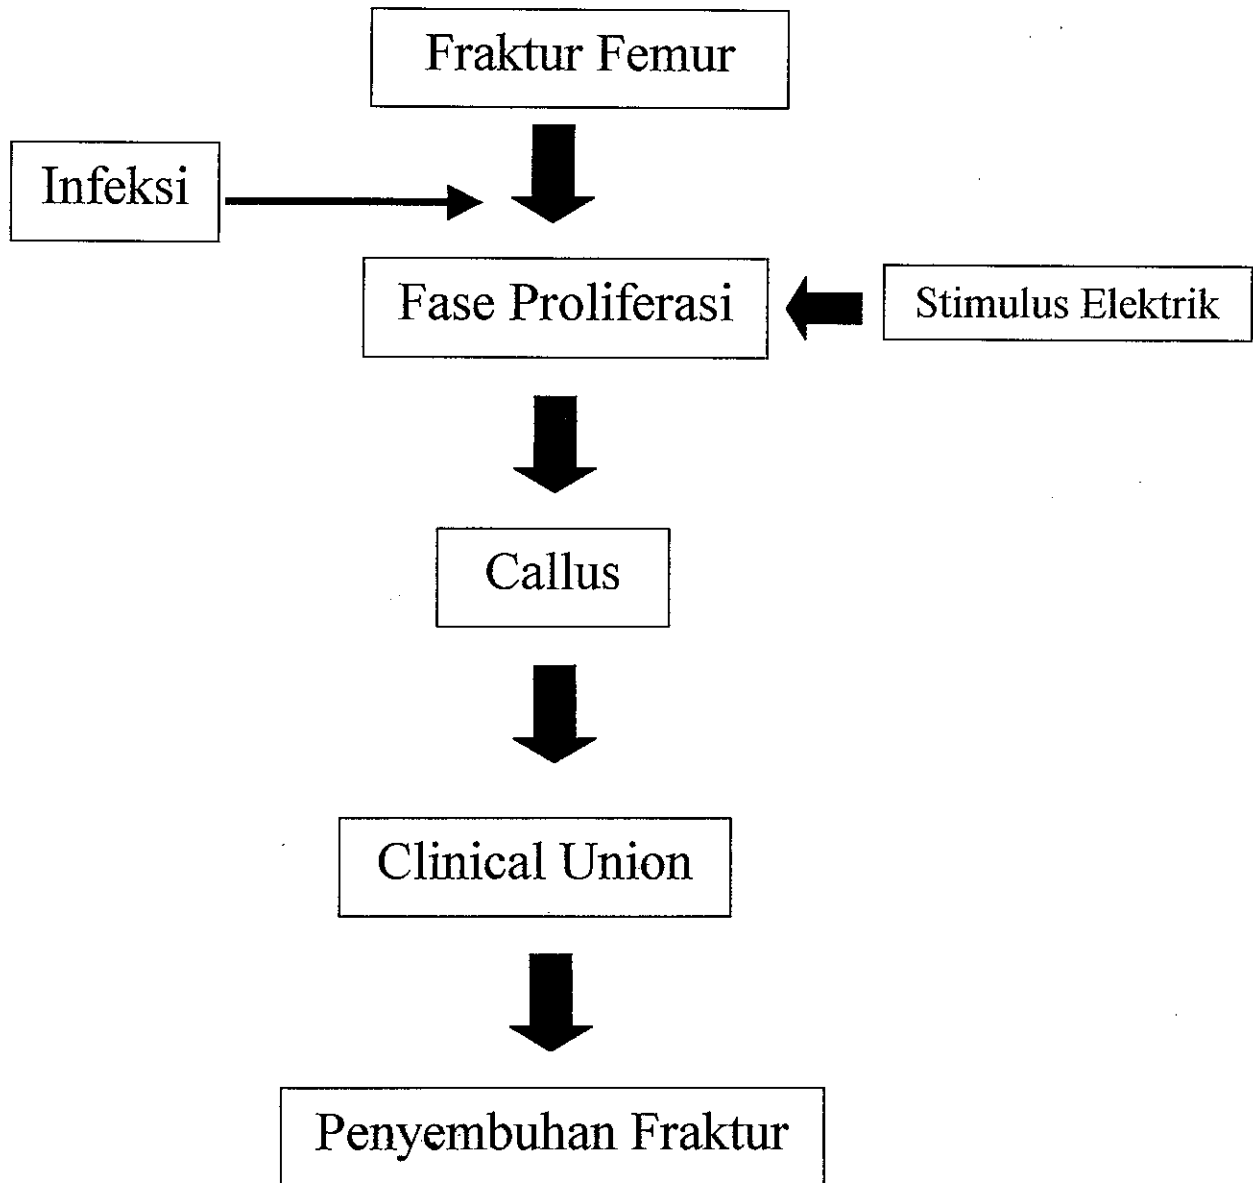 Fraktur Femur
Infeksi
Fase Proliferasi
Stimulus Elektrik
Callus
Clinical Union
Penyembuhan Fraktur